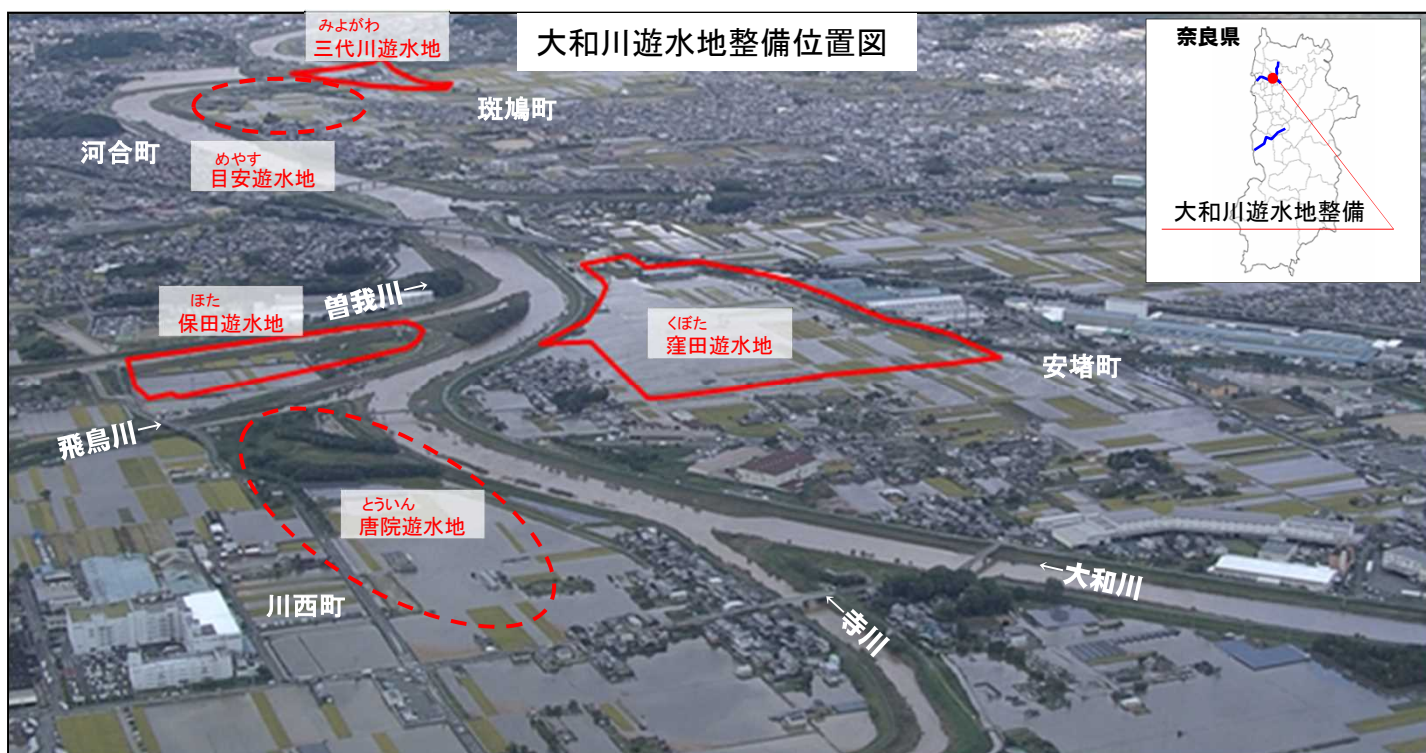 大和川遊水地整備位置図
奈良県
大和川遊水地整備
みよがわ
三代川遊水地
斑鳩町
河合町
めやす
目安遊水地
曽我川→
ほた
保田遊水地
くぼた
窪田遊水地
安堵町
飛鳥川→
とういん
唐院遊水地
川西町
←大和川
←寺川